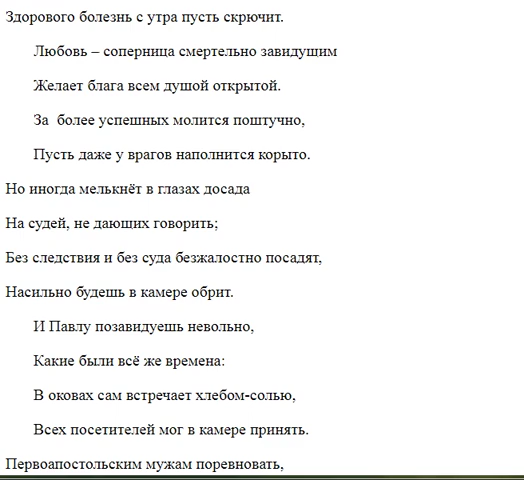 Здорового болезнь с утра пусть скрючит.
Любовь – соперница смертельно завидущим
Желает блага всем душой открытой.
За  более успешных молится поштучно,
Пусть даже у врагов наполнится корыто.
Но иногда мелькнёт в глазах досада
На судей, не дающих говорить;
Без следствия и без суда безжалостно посадят,
Насильно будешь в камере обрит.
И Павлу позавидуешь невольно,
Какие были всё же времена:
В оковах сам встречает хлебом-солью,
Всех посетителей мог в камере принять.
Первоапостольским мужам поревновать,